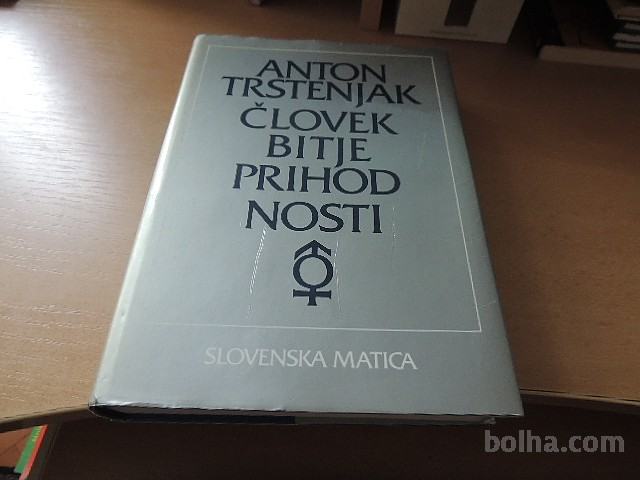 ANTON
TRSTENJAK
ČLOVEK
BITJE
PRIHOD
NOSTI
SLOVENSKA MATICA
bolha.com